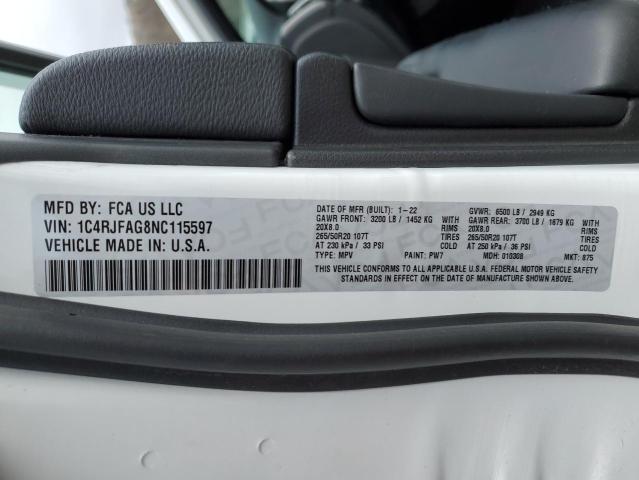 MFD BY: FCA US LLC
VIN: 1C4RJFAG8NC115597
VEHICLE MADE IN: U.S.A.
DATE OF MFR (BUILT): 1-22 GVWR: 6500 LB / 2949 KG
GAWR FRONT: 3200 LB / 1452 KG GAWR REAR: 3700 LB / 1679 KG
20X8.0 RIMS 20X8.0 RIMS
265/50R20 107T TIRES 265/50R20 107T TIRES
AT 230 kPa / 33 PSI COLD AT 250 kPa / 36 PSI COLD
TYPE: MPV PAINT: PW7 MDH: 010308 MKT: 875
THIS VEHICLE CONFORMS TO ALL APPLICABLE U.S.A. FEDERAL MOTOR VEHICLE SAFETY
STANDARDS IN EFFECT ON THE DATE OF MANUFACTURE SHOWN ABOVE.